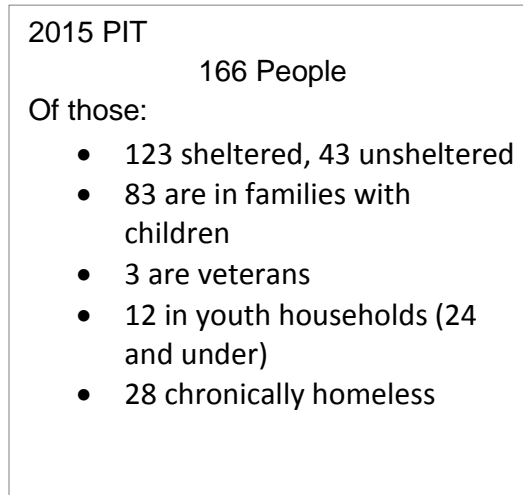 2015 PIT
166 People
Of those:
• 123 sheltered, 43 unsheltered
• 83 are in families with
children
• 3 are veterans
• 12 in youth households (24
and under)
• 28 chronically homeless